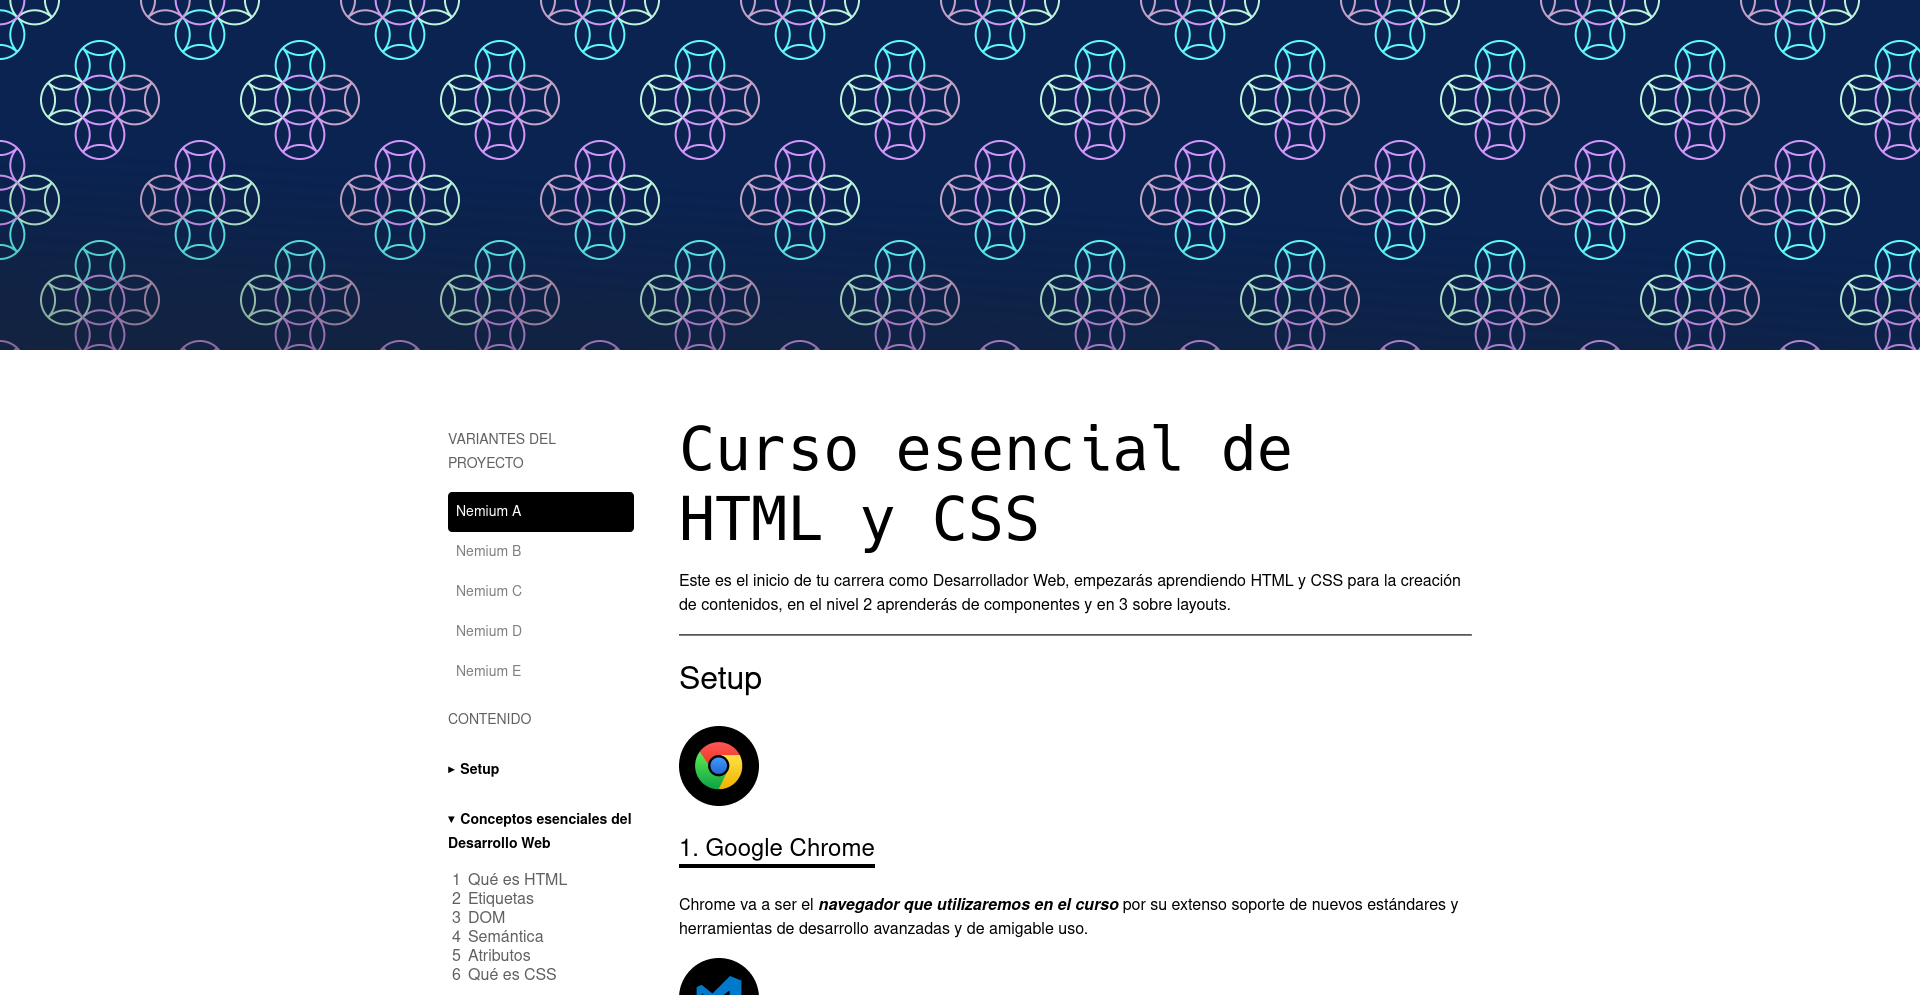 VARIANTES DEL
PROYECTO
Nemium A
Nemium B
Nemium C
Nemium D
Nemium E
CONTENIDO
▸ Setup
▾ Conceptos esenciales del
Desarrollo Web
1 Qué es HTML
2 Etiquetas
3 DOM
4 Semántica
5 Atributos
6 Qué es CSS
Curso esencial de
HTML y CSS
Este es el inicio de tu carrera como Desarrollador Web, empezarás aprendiendo HTML y CSS para la creación
de contenidos, en el nivel 2 aprenderás de componentes y en 3 sobre layouts.
Setup
1. Google Chrome
Chrome va a ser el navegador que utilizaremos en el curso por su extenso soporte de nuevos estándares y
herramientas de desarrollo avanzadas y de amigable uso.